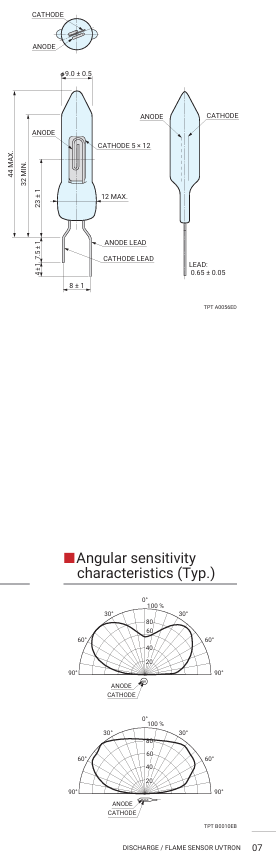 CATHODE
ANODE
φ9.0 ± 0.5
ANODE
CATHODE
ANODE
CATHODE 5 × 12
44 MAX.
32 MIN.
23 ± 1
12 MAX.
7.5 ± 1
ANODE LEAD
CATHODE LEAD
4 ± 1
LEAD:
0.65 ± 0.05
8 ± 1
TPT A0056EC
Angular sensitivity
characteristics (Typ.)
0°
100 %
30° 80 30°
60
60° 40 60°
20
90° 90°
ANODE
CATHODE
0°
100 %
30° 80 30°
60
60° 40 60°
20
90° 90°
ANODE
CATHODE
TPT B0010EB
DISCHARGE / FLAME SENSOR UVTRON 07